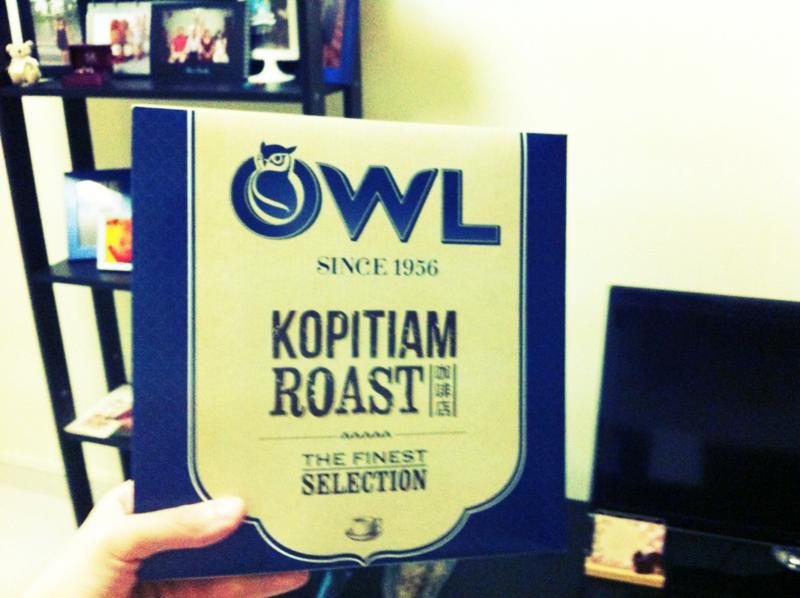 OWL
SINCE 1956
KOPITIAM
ROAST 咖啡店
THE FINEST
SELECTION